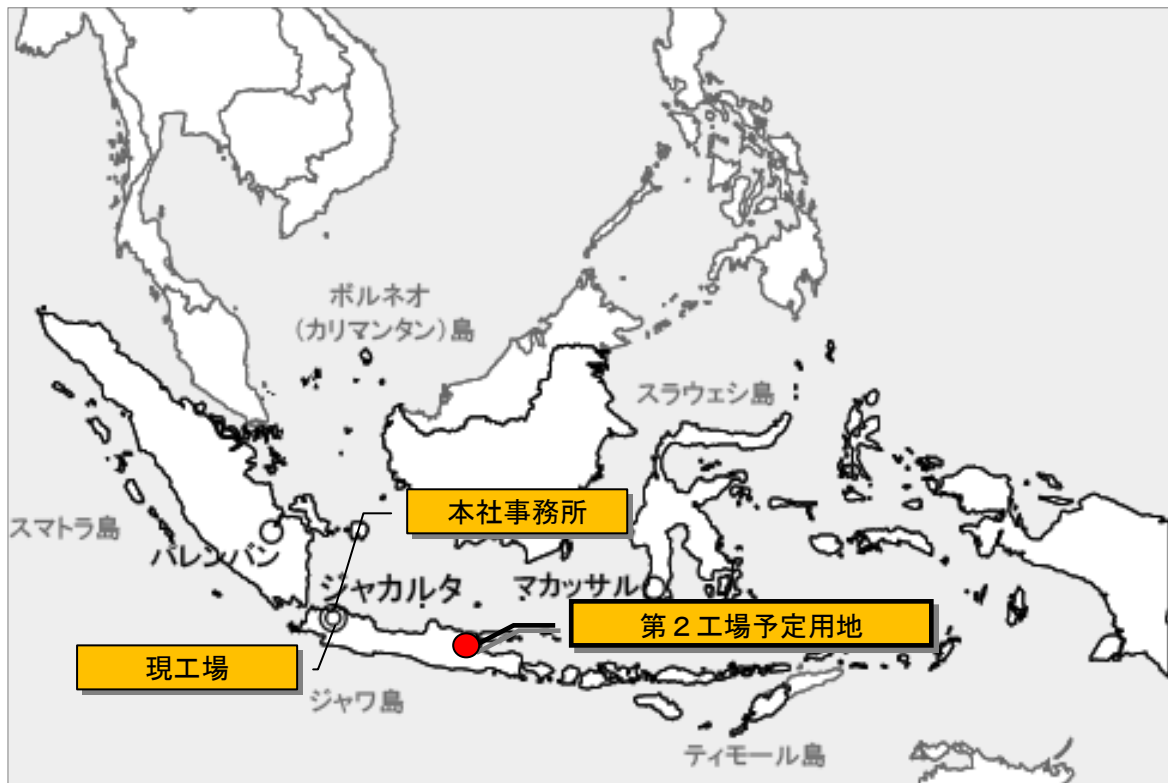 ボルネオ
(カリマンタン)島
スラウェシ島
本社事務所
スマトラ島
パレンバン
ジャカルタ
マカッサル
第2工場予定用地
現工場
ジャワ島
ティモール島